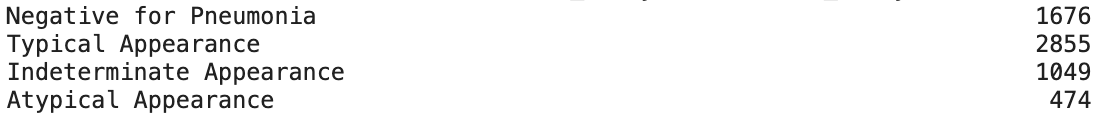 Negative for Pneumonia 1676
Typical Appearance 2855
Indeterminate Appearance 1049
Atypical Appearance 474